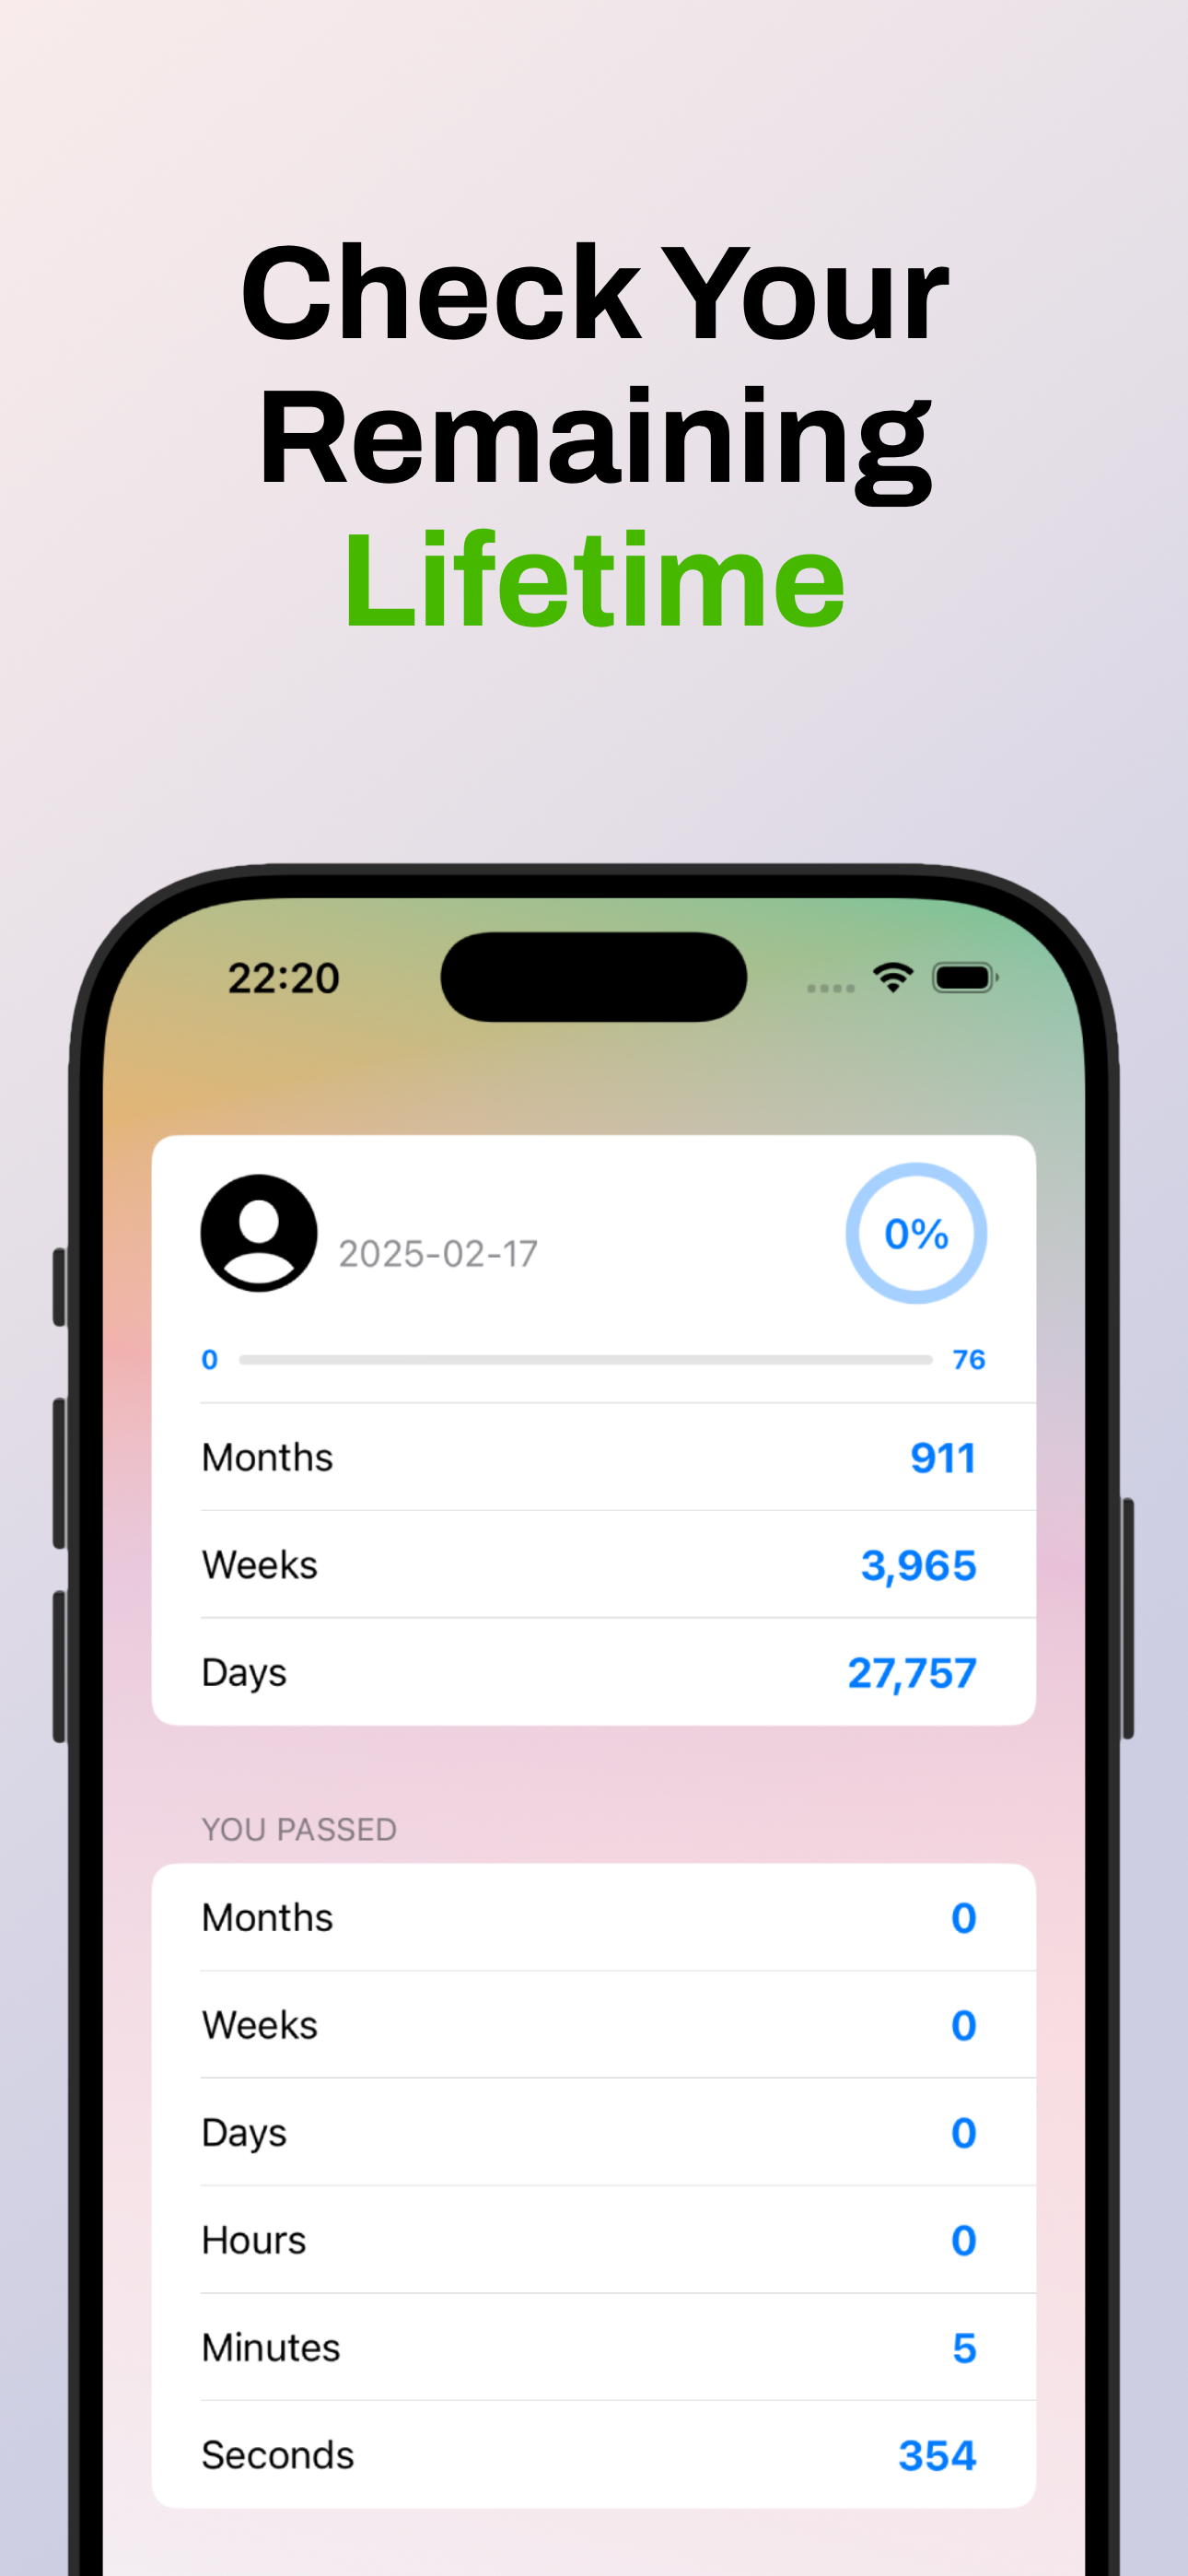 Check Your
Remaining
Lifetime
22:20
2025-02-17
0%
0
76
Months 911
Weeks 3,965
Days 27,757
YOU PASSED
Months 0
Weeks 0
Days 0
Hours 0
Minutes 5
Seconds 354